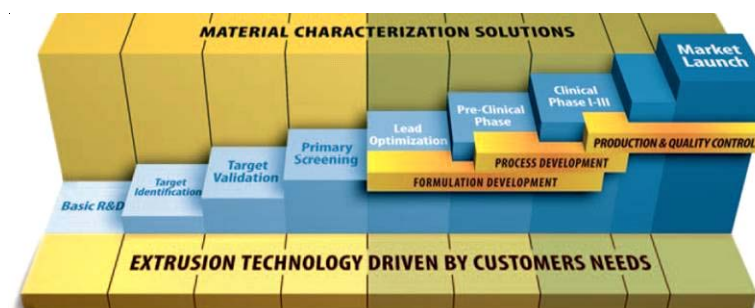 MATERIAL CHARACTERIZATION SOLUTIONS
Market
Launch
Clinical
Phase I-III
Pre-Clinical
Phase
Lead
Optimization
Primary
Screening
Target
Validation
Target
Identification
Basic R&D
PRODUCTION & QUALITY CONTROL
PROCESS DEVELOPMENT
FORMULATION DEVELOPMENT
EXTRUSION TECHNOLOGY DRIVEN BY CUSTOMERS NEEDS